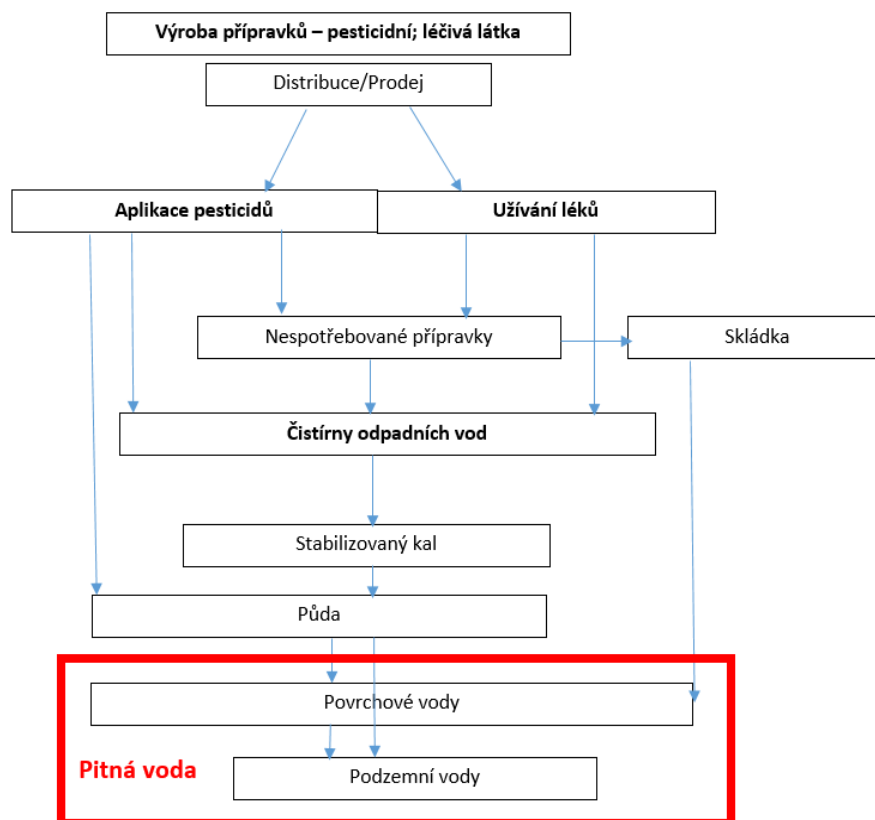 Výroba přípravků – pesticidní; léčivá látka
Distribuce/Prodej
Aplikace pesticidů
Užívání léků
Nespotřebované přípravky
Skládka
Čistírny odpadních vod
Stabilizovaný kal
Půda
Povrchové vody
Pitná voda
Podzemní vody